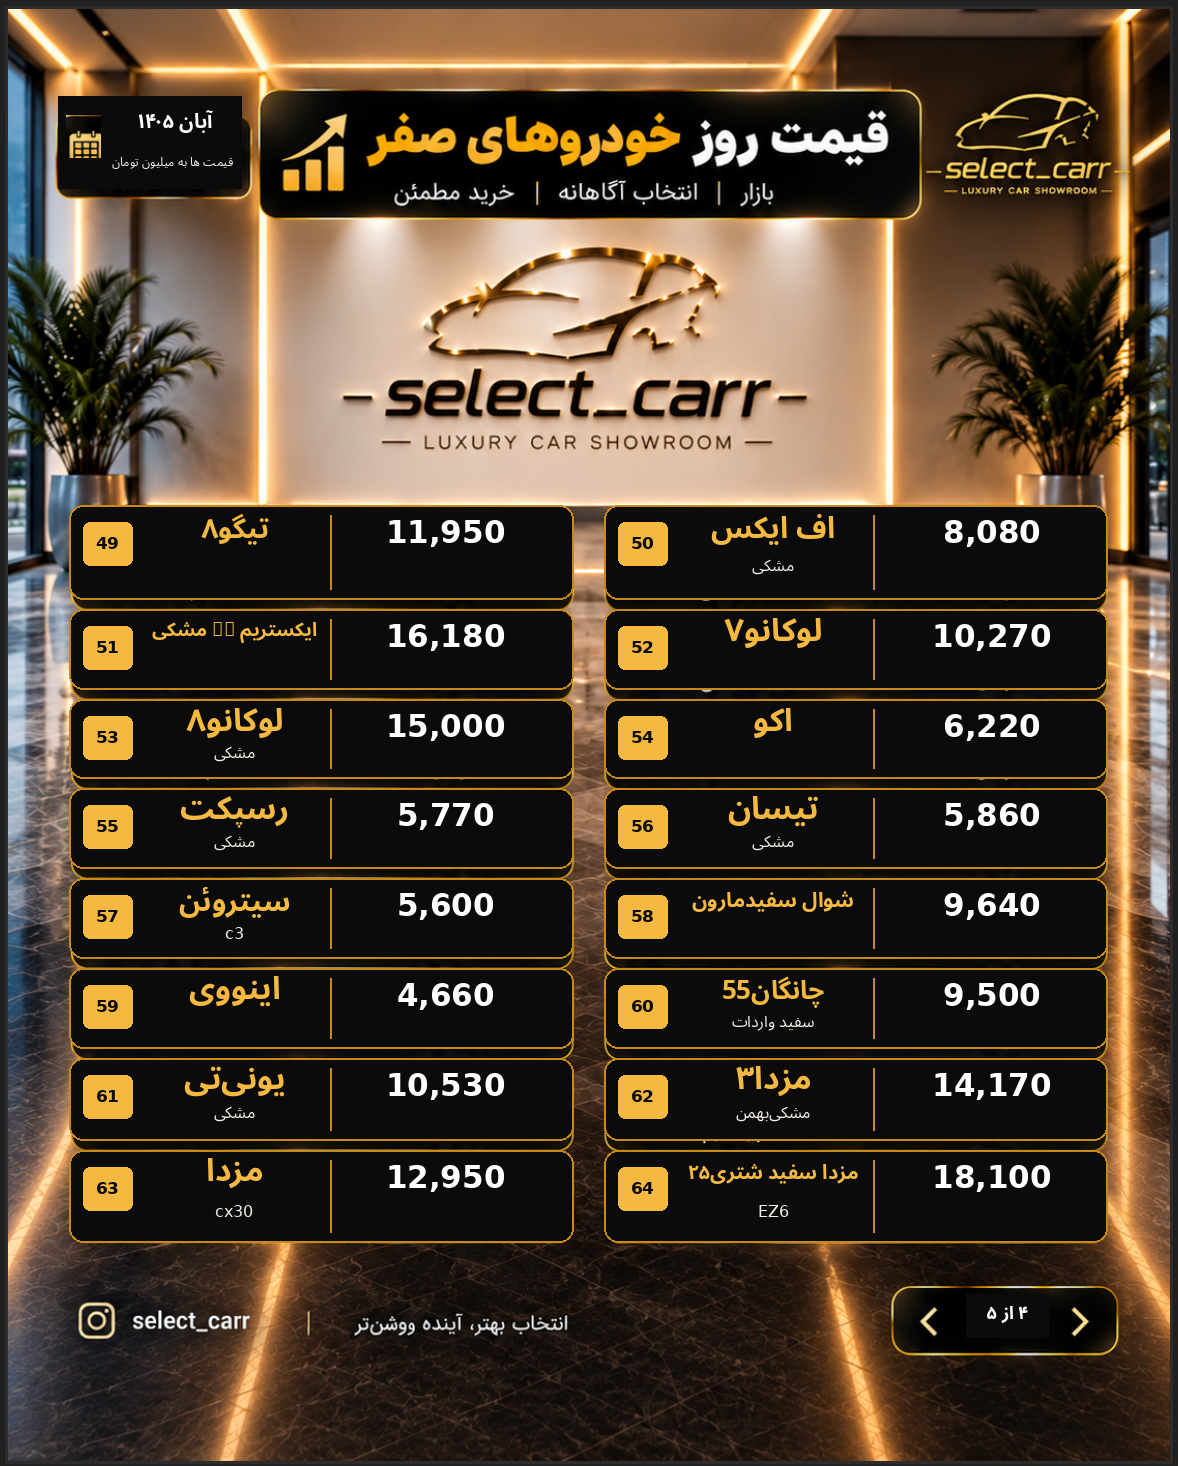 قیمت روز خودروهای صفر
بازار | انتخاب آگاهانه | خرید مطمئن
آبان ۱۴۰۵
قیمت ها به میلیون تومان
select_carr
LUXURY CAR SHOWROOM
select_carr
LUXURY CAR SHOWROOM
49 تیگو۸ 11,950
50 اف ایکس 8,080
مشکی
51 ایکستریم مشکی 16,180
52 لوکانو۷ 10,270
53 لوکانو۸ 15,000
مشکی
54 اکو 6,220
55 رسپکت 5,770
مشکی
56 تیسان 5,860
مشکی
57 سیتروئن 5,600
c3
58 شوال سفیدمارون 9,640
59 اینووی 4,660
60 چانگان55 9,500
سفید واردات
61 یونی‌تی 10,530
مشکی
62 مزدا۳ 14,170
مشکی‌بهمن
63 مزدا 12,950
cx30
64 مزدا سفید شتری۲۵ 18,100
EZ6
select_carr | انتخاب بهتر، آینده ووشن‌تر
۴ از ۵